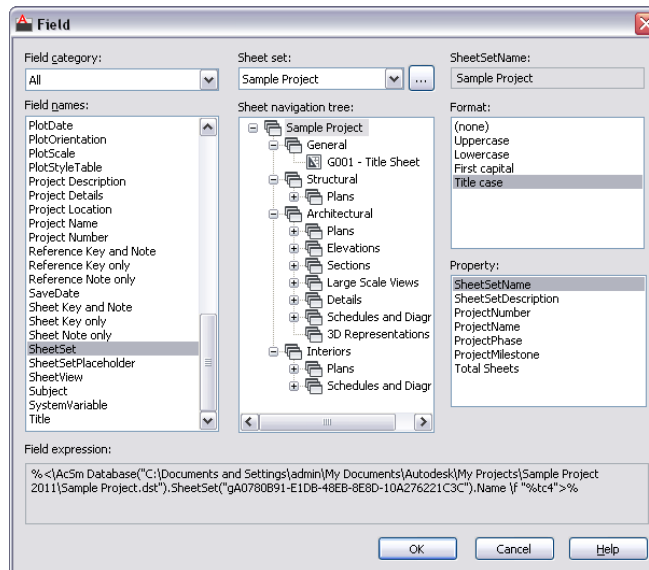 Field
Field category:
All
Field names:
PlotDate
PlotOrientation
PlotScale
PlotStyleTable
Project Description
Project Details
Project Location
Project Name
Project Number
Reference Key and Note
Reference Key only
Reference Note only
SaveDate
Sheet Key and Note
Sheet Key only
Sheet Note only
SheetSet
SheetSetPlaceholder
SheetView
Subject
SystemVariable
Title
Sheet set:
Sample Project
...
Sheet navigation tree:
Sample Project
General
G001 - Title Sheet
Structural
Plans
Architectural
Plans
Elevations
Sections
Large Scale Views
Details
Schedules and Diagr
3D Representations
Interiors
Plans
Schedules and Diagr
SheetSetName:
Sample Project
Format:
(none)
Uppercase
Lowercase
First capital
Title case
Property:
SheetSetName
SheetSetDescription
ProjectNumber
ProjectName
ProjectPhase
ProjectMilestone
Total Sheets
Field expression:
%<\AcSm Database("C:\Documents and Settings\admin\My Documents\Autodesk\My Projects\Sample Project
2011\Sample Project.dst").SheetSet("gA0780B91-E1DB-48EB-8E8D-10A276221C3C").Name \f "%tc4">%
OK
Cancel
Help